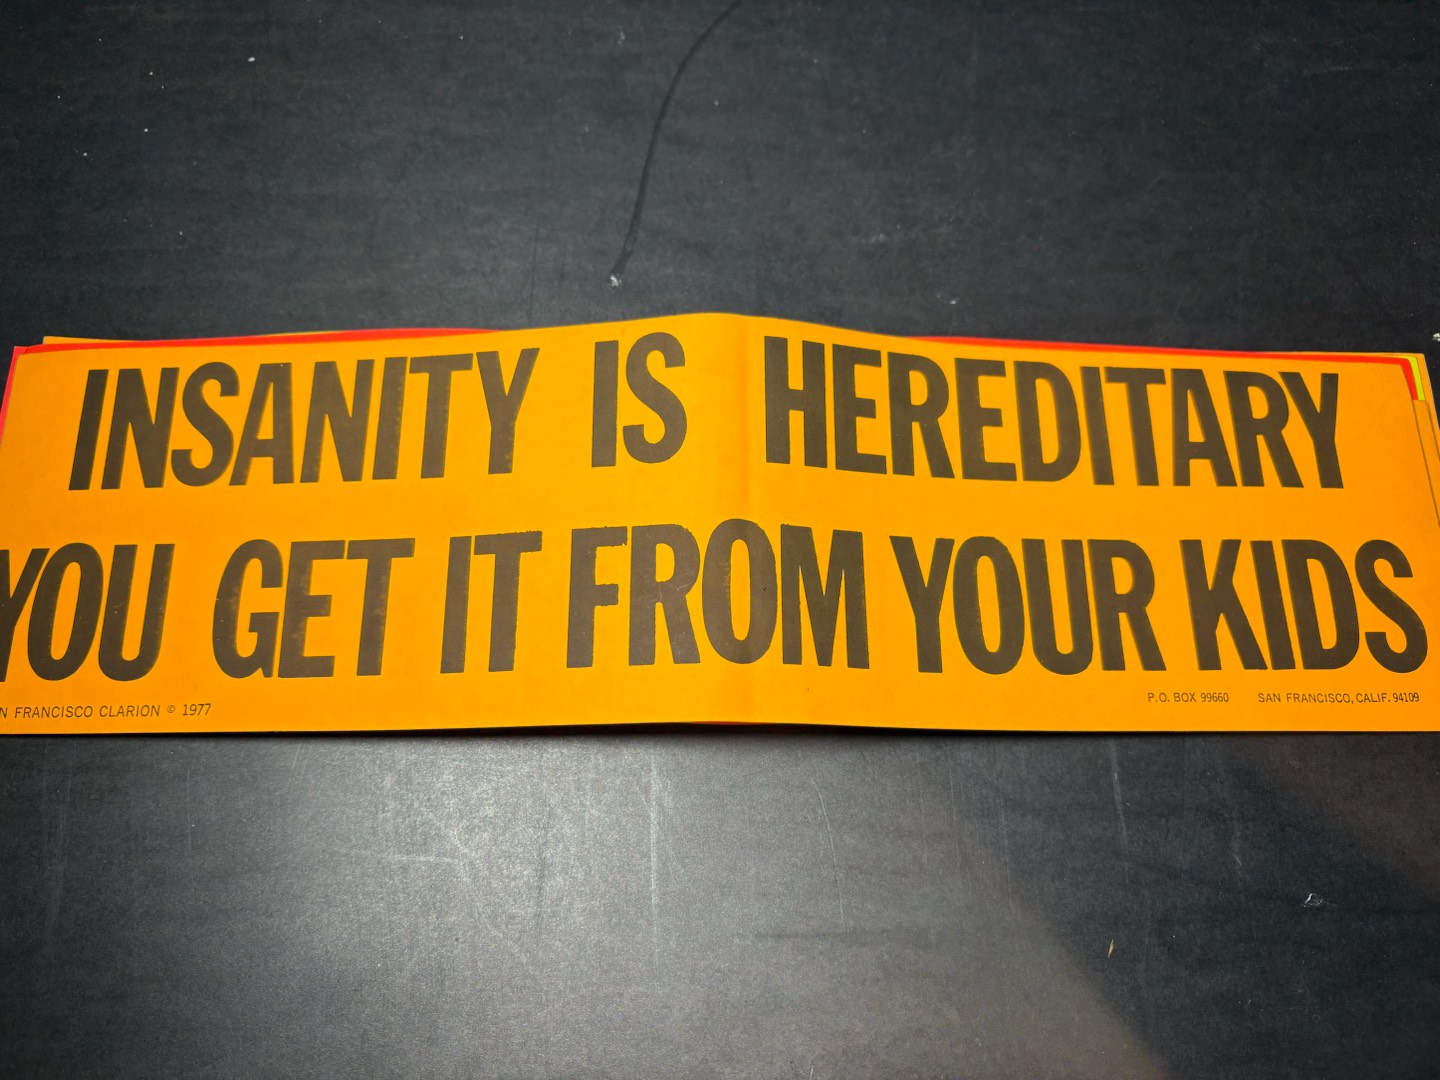 INSANITY IS HEREDITARY
YOU GET IT FROM YOUR KIDS
N FRANCISCO CLARION © 1977
P.O. BOX 99660 SAN FRANCISCO, CALIF. 94109